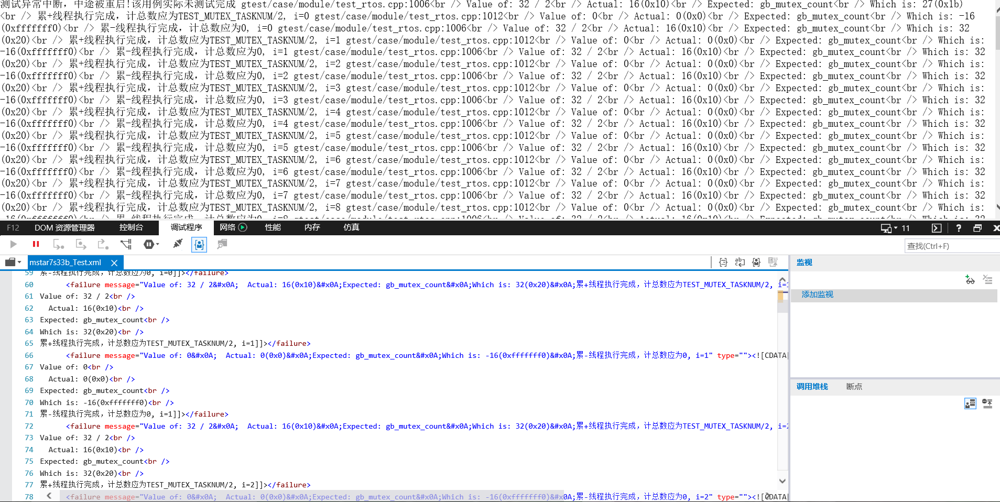 测试异常中断，中途被重启!该用例实际未测试完成 gtest/case/module/test_rtos.cpp:1006<br /> Value of: 32 / 2<br /> Actual: 16(0x10)<br /> Expected: gb_mutex_count<br /> Which is: 27(0x1b)
<br /> 累+线程执行完成，计总数应为TEST_MUTEX_TASKNUM/2, i=0 gtest/case/module/test_rtos.cpp:1012<br /> Value of: 0<br /> Actual: 0(0x0)<br /> Expected: gb_mutex_count<br /> Which is: -16
(0xfffffff0)<br /> 累-线程执行完成，计总数应为0, i=0 gtest/case/module/test_rtos.cpp:1006<br /> Value of: 32 / 2<br /> Actual: 16(0x10)<br /> Expected: gb_mutex_count<br /> Which is: 32
(0x20)<br /> 累+线程执行完成，计总数应为TEST_MUTEX_TASKNUM/2, i=1 gtest/case/module/test_rtos.cpp:1012<br /> Value of: 0<br /> Actual: 0(0x0)<br /> Expected: gb_mutex_count<br /> Which is:
-16(0xfffffff0)<br /> 累-线程执行完成，计总数应为0, i=1 gtest/case/module/test_rtos.cpp:1006<br /> Value of: 32 / 2<br /> Actual: 16(0x10)<br /> Expected: gb_mutex_count<br /> Which is: 32
(0x20)<br /> 累+线程执行完成，计总数应为TEST_MUTEX_TASKNUM/2, i=2 gtest/case/module/test_rtos.cpp:1012<br /> Value of: 0<br /> Actual: 0(0x0)<br /> Expected: gb_mutex_count<br /> Which is:
-16(0xfffffff0)<br /> 累-线程执行完成，计总数应为0, i=2 gtest/case/module/test_rtos.cpp:1006<br /> Value of: 32 / 2<br /> Actual: 16(0x10)<br /> Expected: gb_mutex_count<br /> Which is: 32
(0x20)<br /> 累+线程执行完成，计总数应为TEST_MUTEX_TASKNUM/2, i=3 gtest/case/module/test_rtos.cpp:1012<br /> Value of: 0<br /> Actual: 0(0x0)<br /> Expected: gb_mutex_count<br /> Which is:
-16(0xfffffff0)<br /> 累-线程执行完成，计总数应为0, i=3 gtest/case/module/test_rtos.cpp:1006<br /> Value of: 32 / 2<br /> Actual: 16(0x10)<br /> Expected: gb_mutex_count<br /> Which is: 32
(0x20)<br /> 累+线程执行完成，计总数应为TEST_MUTEX_TASKNUM/2, i=4 gtest/case/module/test_rtos.cpp:1012<br /> Value of: 0<br /> Actual: 0(0x0)<br /> Expected: gb_mutex_count<br /> Which is:
-16(0xfffffff0)<br /> 累-线程执行完成，计总数应为0, i=4 gtest/case/module/test_rtos.cpp:1006<br /> Value of: 32 / 2<br /> Actual: 16(0x10)<br /> Expected: gb_mutex_count<br /> Which is: 32
(0x20)<br /> 累+线程执行完成，计总数应为TEST_MUTEX_TASKNUM/2, i=5 gtest/case/module/test_rtos.cpp:1012<br /> Value of: 0<br /> Actual: 0(0x0)<br /> Expected: gb_mutex_count<br /> Which is:
-16(0xfffffff0)<br /> 累-线程执行完成，计总数应为0, i=5 gtest/case/module/test_rtos.cpp:1006<br /> Value of: 32 / 2<br /> Actual: 16(0x10)<br /> Expected: gb_mutex_count<br /> Which is: 32
(0x20)<br /> 累+线程执行完成，计总数应为TEST_MUTEX_TASKNUM/2, i=6 gtest/case/module/test_rtos.cpp:1012<br /> Value of: 0<br /> Actual: 0(0x0)<br /> Expected: gb_mutex_count<br /> Which is:
-16(0xfffffff0)<br /> 累-线程执行完成，计总数应为0, i=6 gtest/case/module/test_rtos.cpp:1006<br /> Value of: 32 / 2<br /> Actual: 16(0x10)<br /> Expected: gb_mutex_count<br /> Which is: 32
(0x20)<br /> 累+线程执行完成，计总数应为TEST_MUTEX_TASKNUM/2, i=7 gtest/case/module/test_rtos.cpp:1012<br /> Value of: 0<br /> Actual: 0(0x0)<br /> Expected: gb_mutex_count<br /> Which is:
-16(0xfffffff0)<br /> 累-线程执行完成，计总数应为0, i=7 gtest/case/module/test_rtos.cpp:1006<br /> Value of: 32 / 2<br /> Actual: 16(0x10)<br /> Expected: gb_mutex_count<br /> Which is: 32
(0x20)<br /> 累+线程执行完成，计总数应为TEST_MUTEX_TASKNUM/2, i=8 gtest/case/module/test_rtos.cpp:1012<br /> Value of: 0<br /> Actual: 0(0x0)<br /> Expected: gb_mutex_count<br /> Which is:
F12 DOM 资源管理器 控制台 调试程序 网络 性能 内存 仿真 11 ?
查找(Ctrl+F)
mstar7s33b_Test.xml
监视
59 累-线程执行完成，计总数应为0, i=0]]></failure>
60 <failure message="Value of: 32 / 2&#x0A;  Actual: 16(0x10)&#x0A;Expected: gb_mutex_count&#x0A;Which is: 32(0x20)&#x0A;累+线程执行完成，计总数应为TEST_MUTEX_TASKNUM/2, i=1
61 Value of: 32 / 2<br />
添加监视
62 Actual: 16(0x10)<br />
63 Expected: gb_mutex_count<br />
64 Which is: 32(0x20)<br />
65 累+线程执行完成，计总数应为TEST_MUTEX_TASKNUM/2, i=1]]></failure>
66 <failure message="Value of: 0&#x0A;  Actual: 0(0x0)&#x0A;Expected: gb_mutex_count&#x0A;Which is: -16(0xfffffff0)&#x0A;累-线程执行完成，计总数应为0, i=1" type=""><![CDATA[
67 Value of: 0<br />
68 Actual: 0(0x0)<br />
69 Expected: gb_mutex_count<br />
调用堆栈 断点
70 Which is: -16(0xfffffff0)<br />
71 累-线程执行完成，计总数应为0, i=1]]></failure>
72 <failure message="Value of: 32 / 2&#x0A;  Actual: 16(0x10)&#x0A;Expected: gb_mutex_count&#x0A;Which is: 32(0x20)&#x0A;累+线程执行完成，计总数应为TEST_MUTEX_TASKNUM/2, i=2
73 Value of: 32 / 2<br />
74 Actual: 16(0x10)<br />
75 Expected: gb_mutex_count<br />
76 Which is: 32(0x20)<br />
77 累+线程执行完成，计总数应为TEST_MUTEX_TASKNUM/2, i=2]]></failure>
78 <failure message="Value of: 0&#x0A;  Actual: 0(0x0)&#x0A;Expected: gb_mutex_count&#x0A;Which is: -16(0xfffffff0)&#x0A;累-线程执行完成，计总数应为0, i=2" type=""><![CDATA[